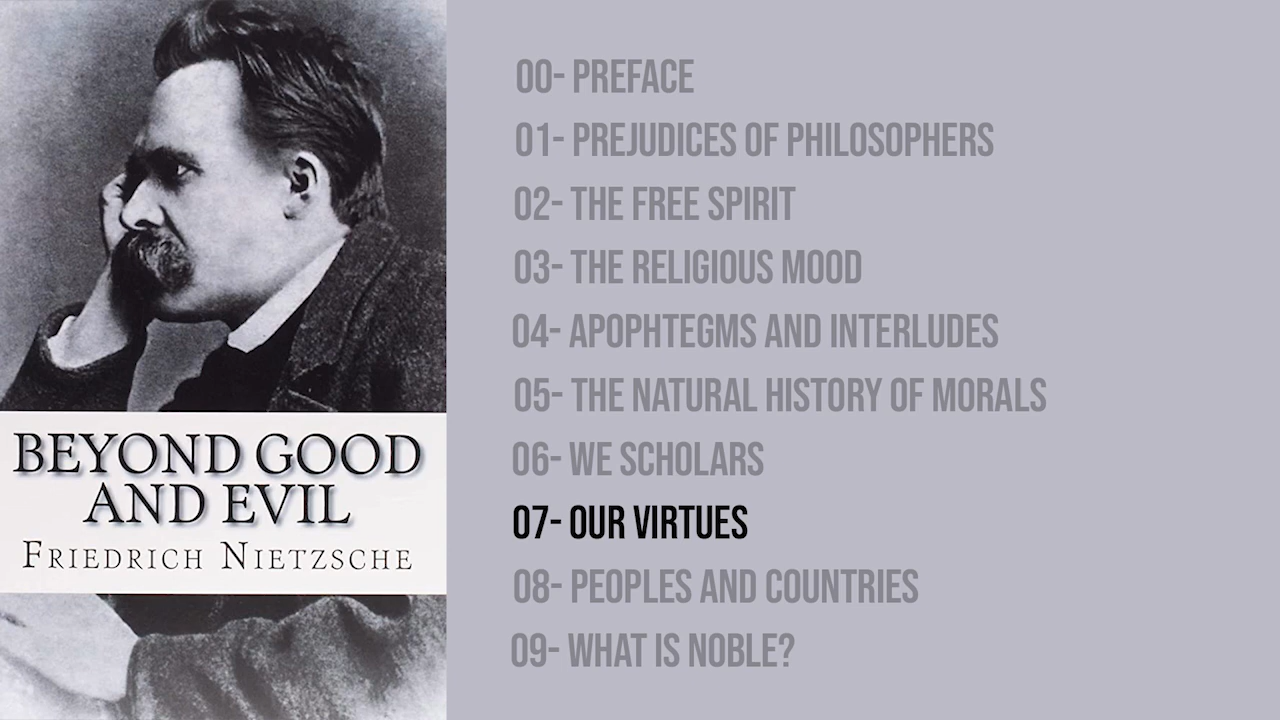 BEYOND GOOD
AND EVIL
FRIEDRICH NIETZSCHE
00- PREFACE
01- PREJUDICES OF PHILOSOPHERS
02- THE FREE SPIRIT
03- THE RELIGIOUS MOOD
04- APOPHTEGMS AND INTERLUDES
05- THE NATURAL HISTORY OF MORALS
06- WE SCHOLARS
07- OUR VIRTUES
08- PEOPLES AND COUNTRIES
09- WHAT IS NOBLE?